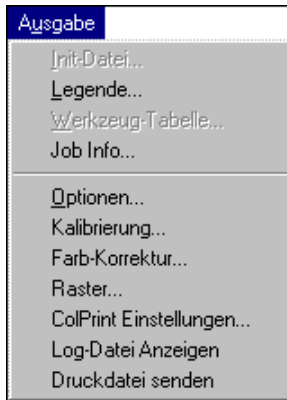 Ausgabe
Init-Datei...
Legende...
Werkzeug-Tabelle...
Job Info...
Optionen...
Kalibrierung...
Farb-Korrektur...
Raster...
ColPrint Einstellungen...
Log-Datei Anzeigen
Druckdatei senden